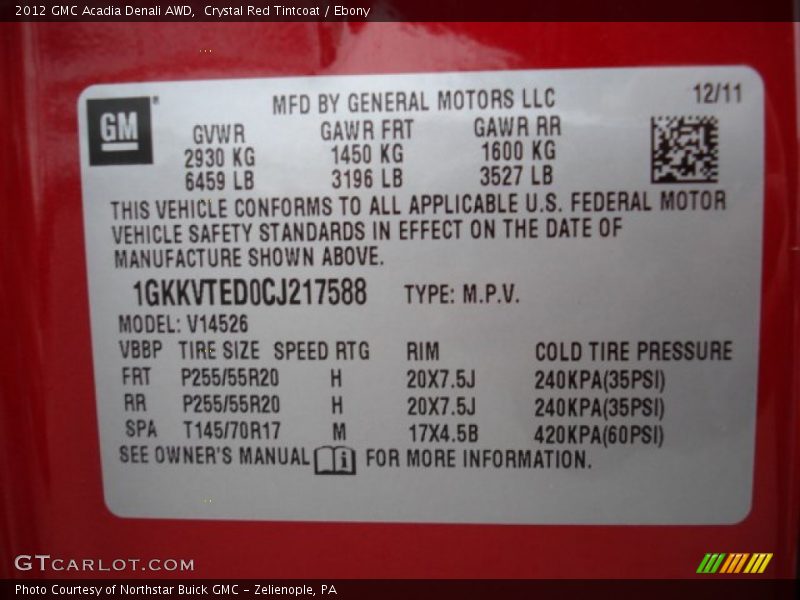 2012 GMC Acadia Denali AWD, Crystal Red Tintcoat / Ebony
GM
MFD BY GENERAL MOTORS LLC 12/11
GVWR GAWR FRT GAWR RR
2930 KG 1450 KG 1600 KG
6459 LB 3196 LB 3527 LB
THIS VEHICLE CONFORMS TO ALL APPLICABLE U.S. FEDERAL MOTOR
VEHICLE SAFETY STANDARDS IN EFFECT ON THE DATE OF
MANUFACTURE SHOWN ABOVE.
1GKKVTED0CJ217588 TYPE: M.P.V.
MODEL: V14526
VBBP TIRE SIZE SPEED RTG RIM COLD TIRE PRESSURE
FRT P255/55R20 H 20X7.5J 240KPA(35PSI)
RR P255/55R20 H 20X7.5J 240KPA(35PSI)
SPA T145/70R17 M 17X4.5B 420KPA(60PSI)
SEE OWNER'S MANUAL i FOR MORE INFORMATION.
GTCARLOT.COM
Photo Courtesy of Northstar Buick GMC - Zelienople, PA